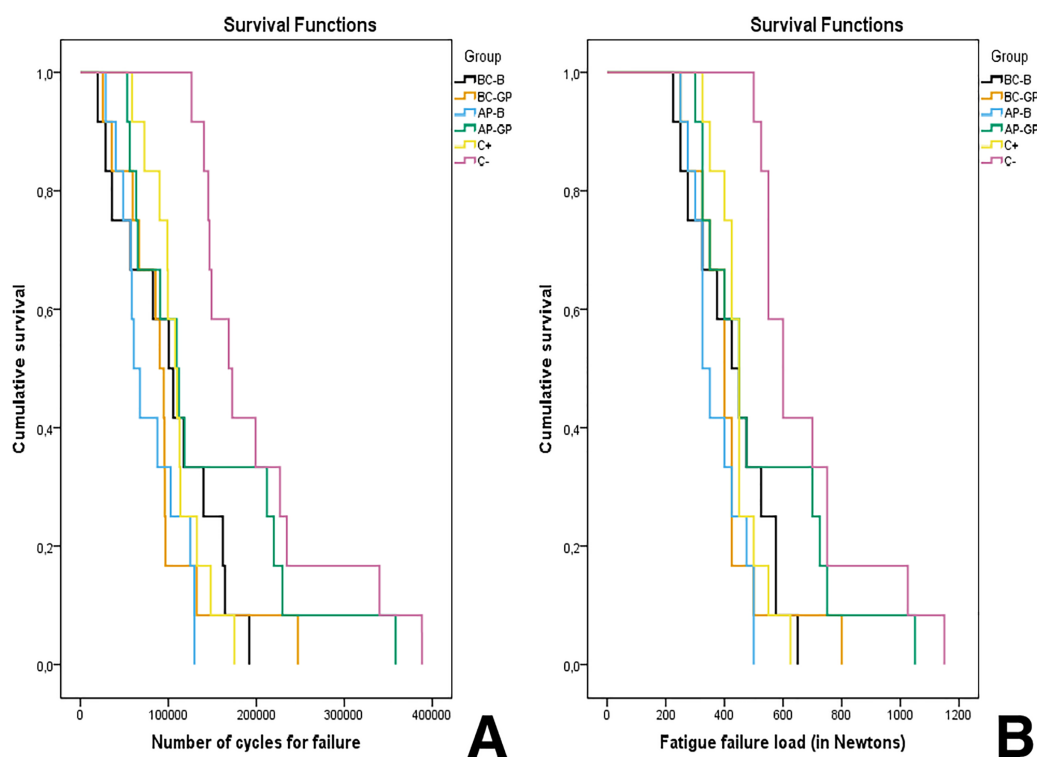 Survival Functions
Cumulative survival
1,0
0,8
0,6
0,4
0,2
0,0
0
100000
200000
300000
400000
Number of cycles for failure
Group
BC-B
BC-GP
AP-B
AP-GP
C+
C-
A
Survival Functions
Cumulative survival
1,0
0,8
0,6
0,4
0,2
0,0
0
200
400
600
800
1000
1200
Fatigue failure load (in Newtons)
Group
BC-B
BC-GP
AP-B
AP-GP
C+
C-
B